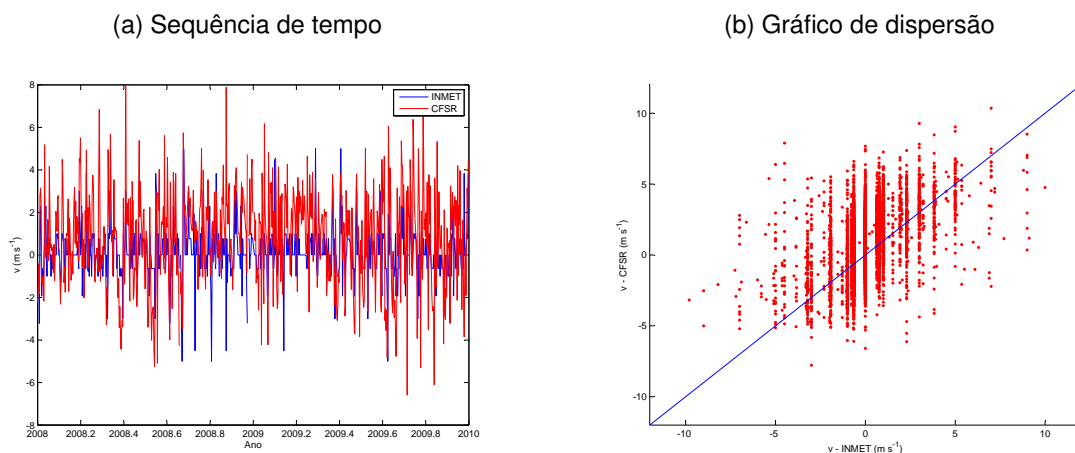 (a) Sequência de tempo
(b) Gráfico de dispersão
8
6
4
2
0
-2
-4
-6
-8
v (m s⁻¹)
INMET
CFSR
2008 2008.2 2008.4 2008.6 2008.8 2009 2009.2 2009.4 2009.6 2009.8 2010
Ano
10
5
0
-5
-10
v - CFSR (m s⁻¹)
-10 -5 0 5 10
v - INMET (m s⁻¹)